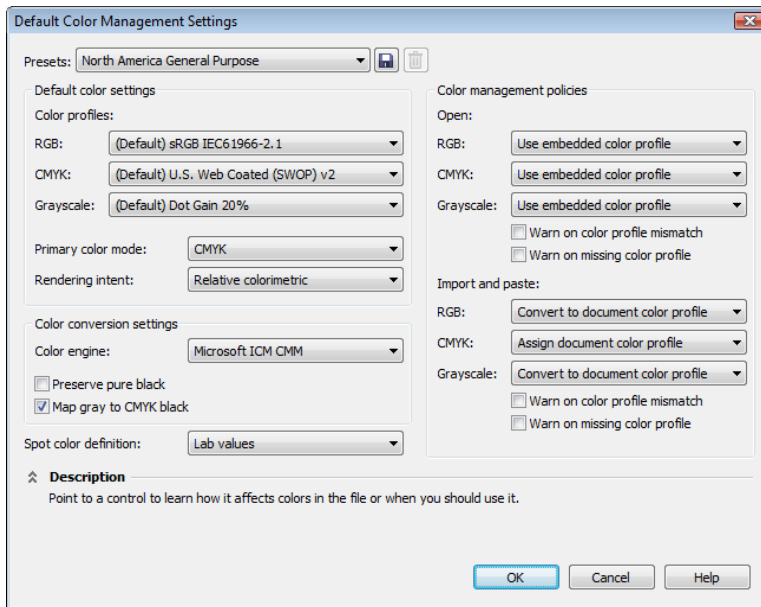 Default Color Management Settings
Presets: North America General Purpose
Default color settings
Color profiles:
RGB: (Default) sRGB IEC61966-2.1
CMYK: (Default) U.S. Web Coated (SWOP) v2
Grayscale: (Default) Dot Gain 20%
Primary color mode: CMYK
Rendering intent: Relative colorimetric
Color conversion settings
Color engine: Microsoft ICM CMM
Preserve pure black
Map gray to CMYK black
Spot color definition: Lab values
Color management policies
Open:
RGB: Use embedded color profile
CMYK: Use embedded color profile
Grayscale: Use embedded color profile
Warn on color profile mismatch
Warn on missing color profile
Import and paste:
RGB: Convert to document color profile
CMYK: Assign document color profile
Grayscale: Convert to document color profile
Warn on color profile mismatch
Warn on missing color profile
Description
Point to a control to learn how it affects colors in the file or when you should use it.
OK Cancel Help